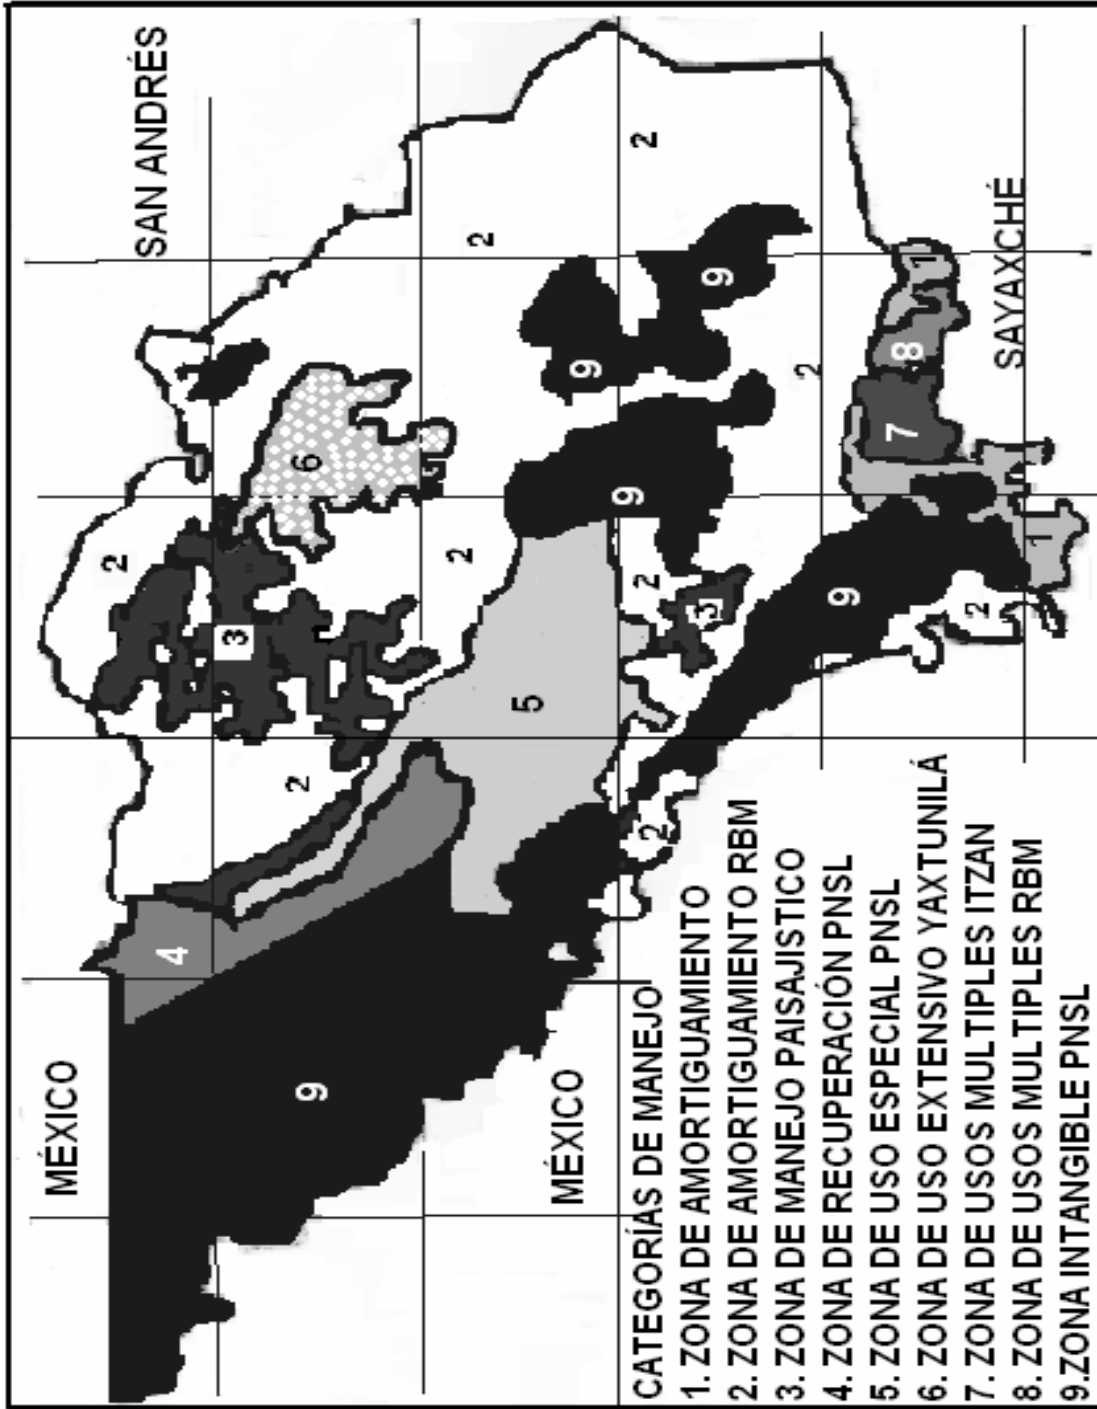 MÉXICO
SAN ANDRÉS
2
4
3
2
6
9
2
2
5
MÉXICO
9
9
2
2
2
3
9
2
9
7
8
1
2
SAYAXCHÉ
1
CATEGORÍAS DE MANEJO
1. ZONA DE AMORTIGUAMIENTO
2. ZONA DE AMORTIGUAMIENTO RBM
3. ZONA DE MANEJO PAISAJISTICO
4. ZONA DE RECUPERACIÓN PNSL
5. ZONA DE USO ESPECIAL PNSL
6. ZONA DE USO EXTENSIVO YAXTUNILÁ
7. ZONA DE USOS MULTIPLES ITZAN
8. ZONA DE USOS MULTIPLES RBM
9.ZONA INTANGIBLE PNSL